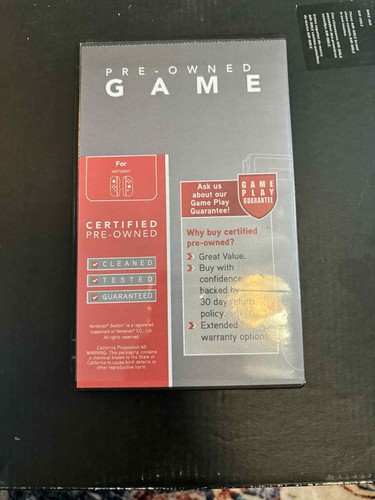 PRE-OWNED
GAME
For
CERTIFIED
PRE-OWNED
CLEANED
TESTED
GUARANTEED
Nintendo® Switch™ is a registered
trademark of Nintendo® CO., Ltd.
All rights reserved.
California Proposition 65
WARNING: This packaging contains
a chemical known to the State of
California to cause birth defects or
other reproductive harm.
Ask us
about our
Game Play
Guarantee!
GAME
PLAY
GUARANTEE
Why buy certified
pre-owned?
Great Value.
Buy with
confidence
backed by
30 day return
policy.
Extended
warranty options